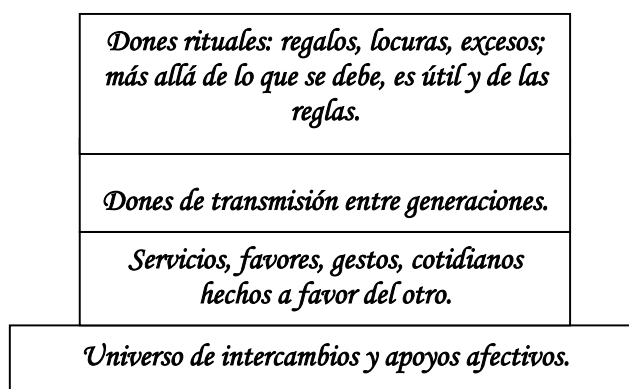 Dones rituales: regalos, locuras, excesos;
más allá de lo que se debe, es útil y de las
reglas.
Dones de transmisión entre generaciones.
Servicios, favores, gestos, cotidianos
hechos a favor del otro.
Universo de intercambios y apoyos afectivos.